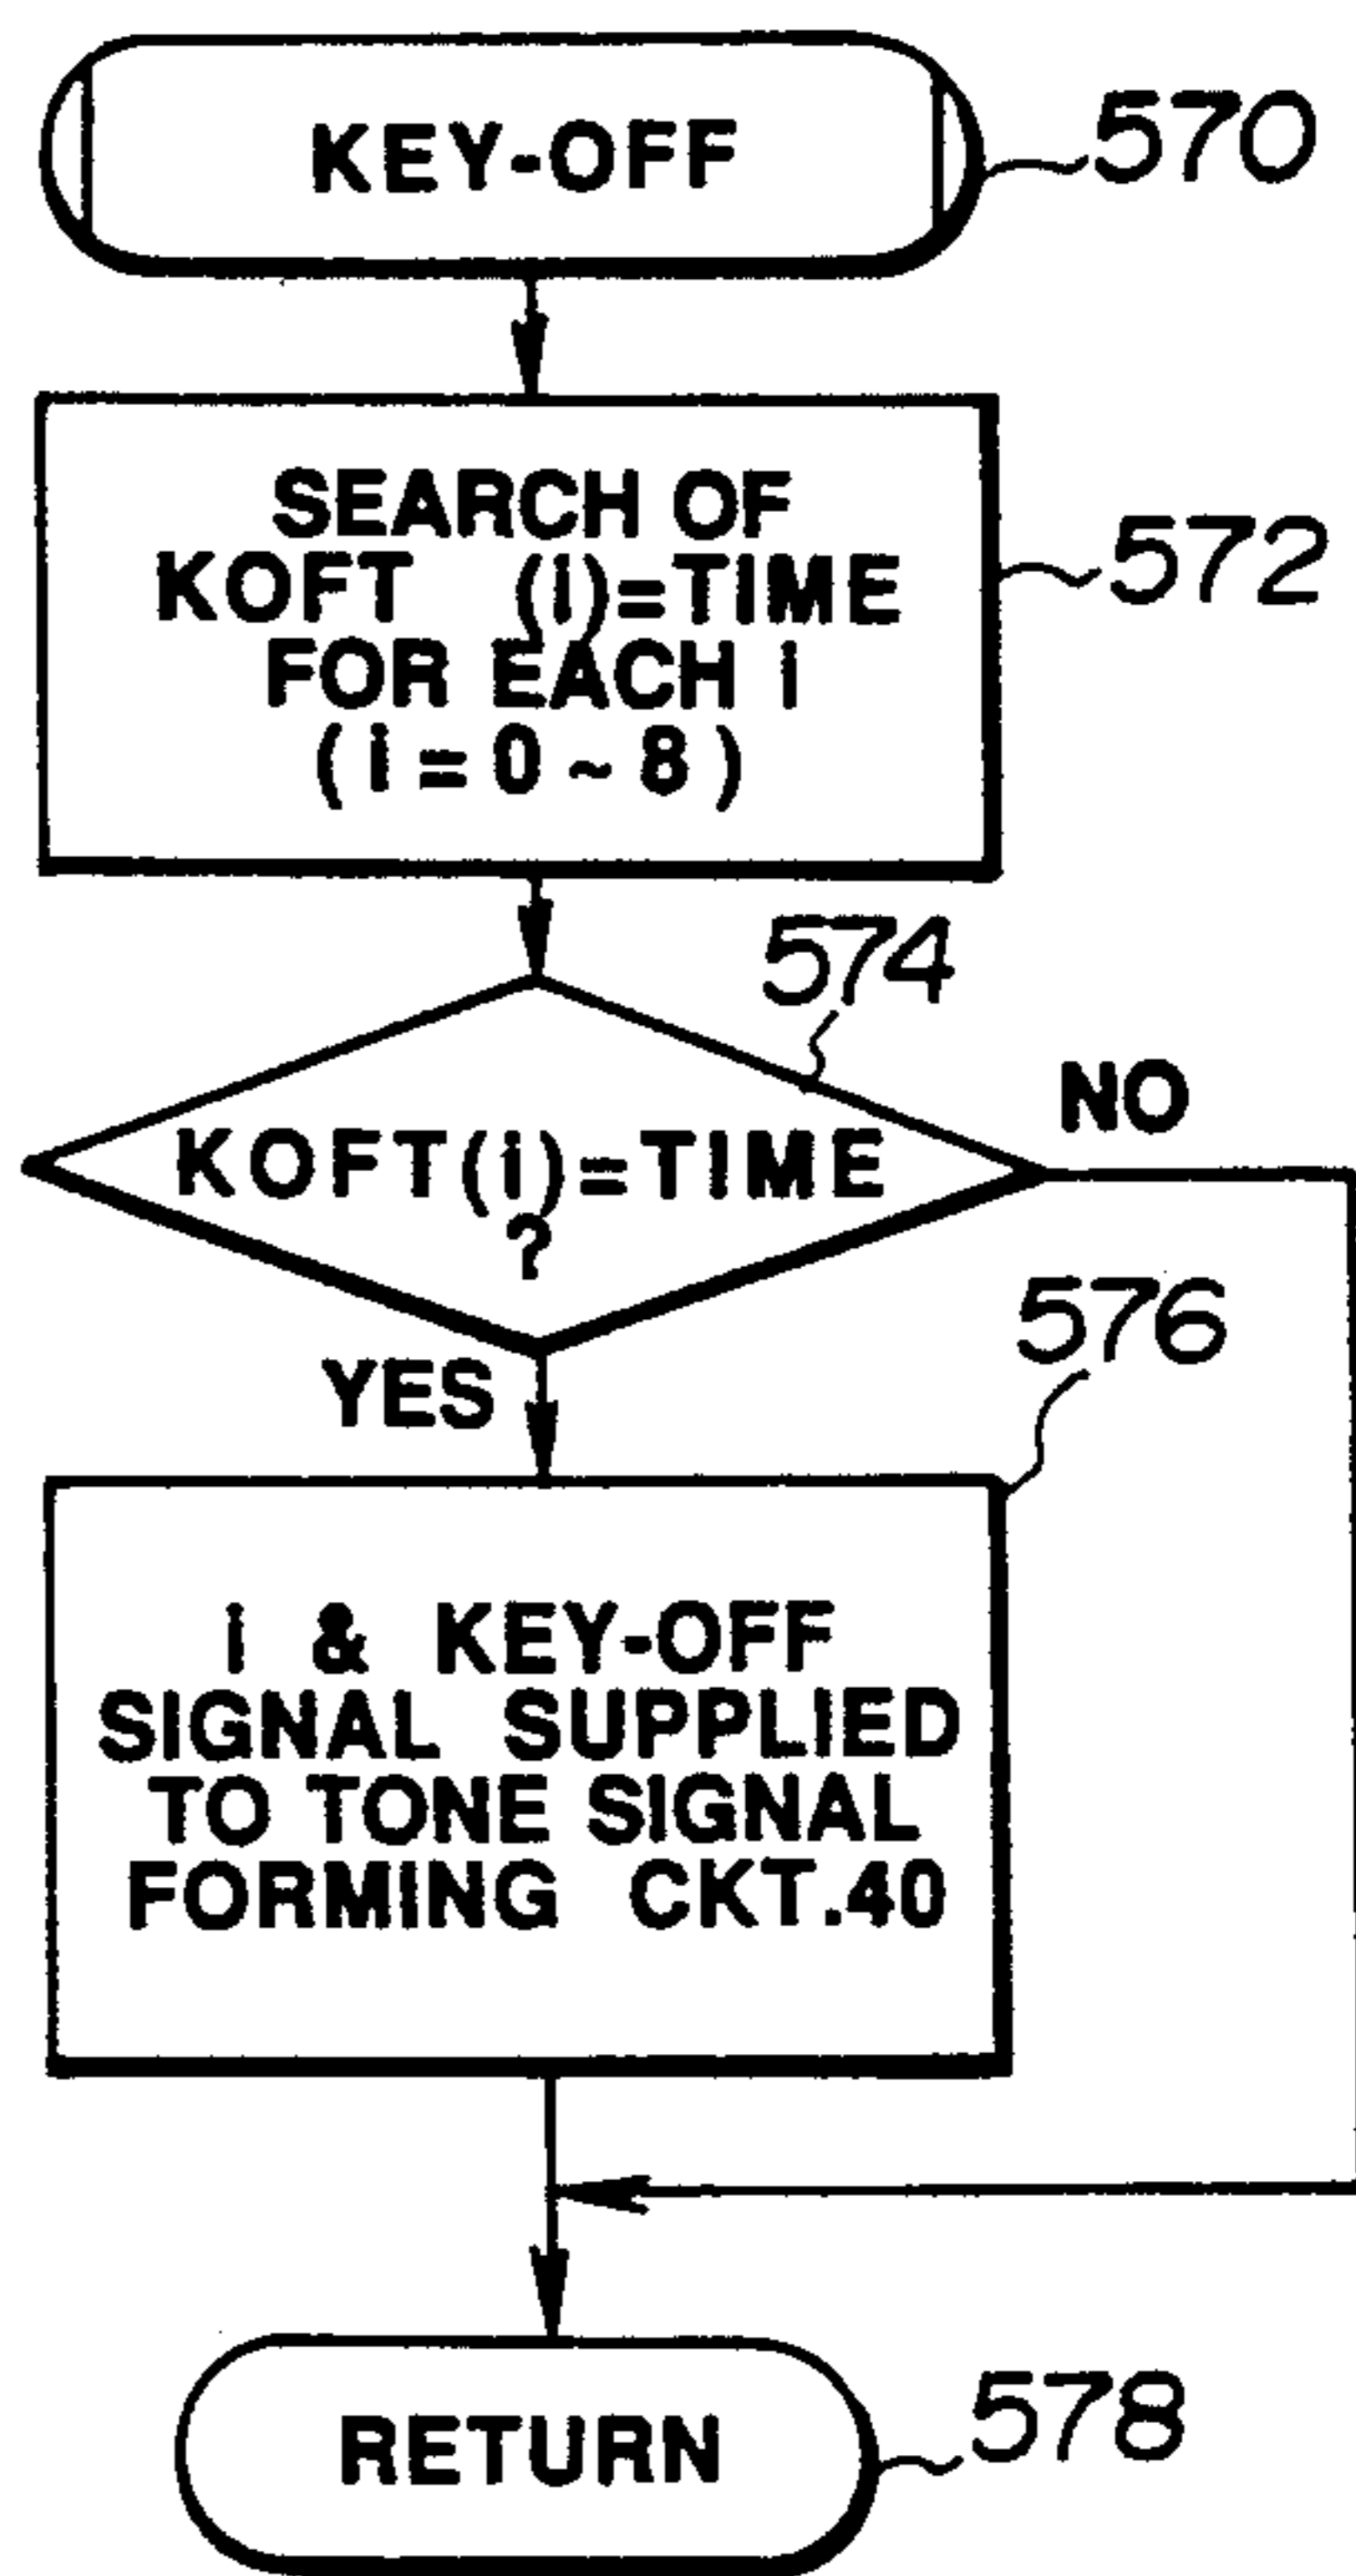 KEY-OFF
570
SEARCH OF
KOFT (i)=TIME
FOR EACH i
(i=0~8)
572
574
KOFT(i)=TIME
?
NO
YES
576
i & KEY-OFF
SIGNAL SUPPLIED
TO TONE SIGNAL
FORMING CKT.40
RETURN
578